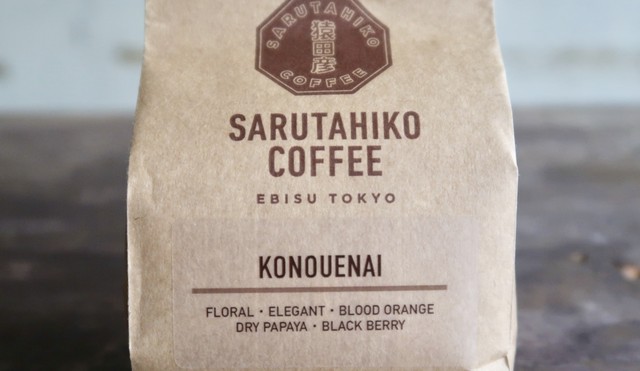 SARUTAHIKO
猿田彦
COFFEE
SARUTAHIKO
COFFEE
EBISU TOKYO
KONOUENAI
FLORAL · ELEGANT · BLOOD ORANGE
DRY PAPAYA · BLACK BERRY